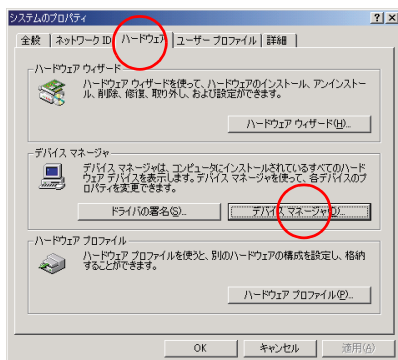 システムのプロパティ
全般 ネットワーク ID ハードウェア ユーザー プロファイル 詳細
ハードウェア ウィザード
ハードウェア ウィザードを使って、ハードウェアのインストール、アンインストー
ル、削除、修復、取り外し、および設定ができます。
ハードウェア ウィザード(H)...
デバイス マネージャ
デバイス マネージャは、コンピュータにインストールされているすべてのハード
ウェア デバイスを表示します。デバイス マネージャを使って、各デバイスのプ
ロパティを変更できます。
ドライバの署名(S)... デバイス マネージャ(D)...
ハードウェア プロファイル
ハードウェア プロファイルを使うと、別のハードウェアの構成を設定し、格納
することができます。
ハードウェア プロファイル(P)...
OK キャンセル 適用(A)